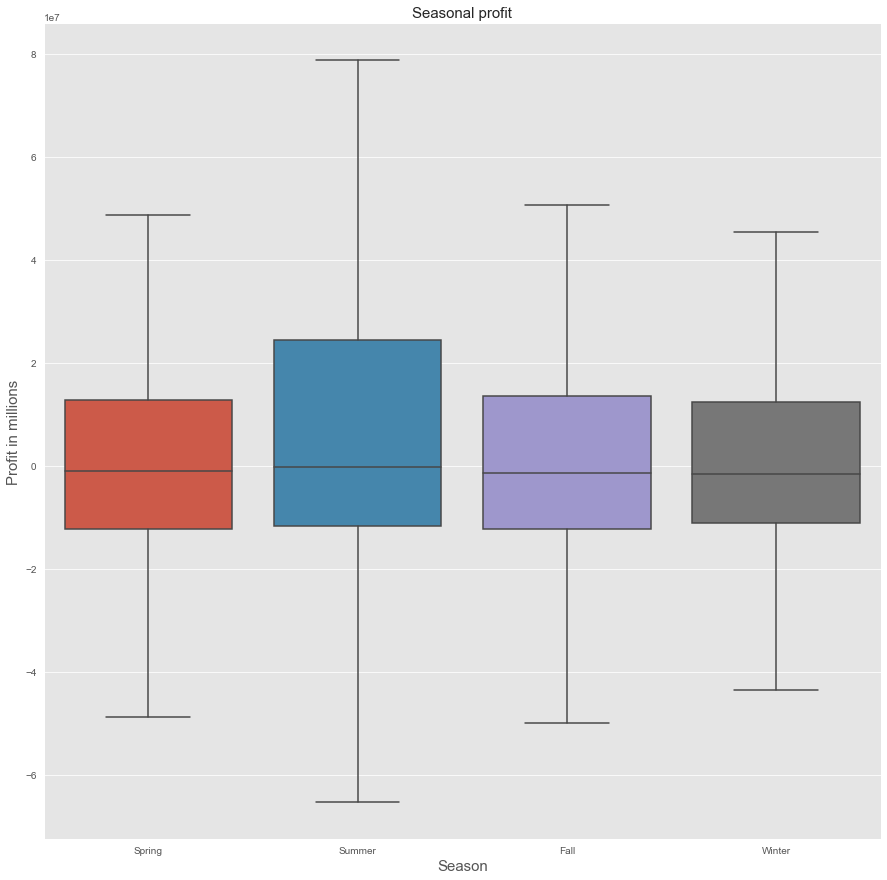 Seasonal profit
1e7
8
6
4
2
0
−2
−4
−6
Profit in millions
Spring
Summer
Fall
Winter
Season